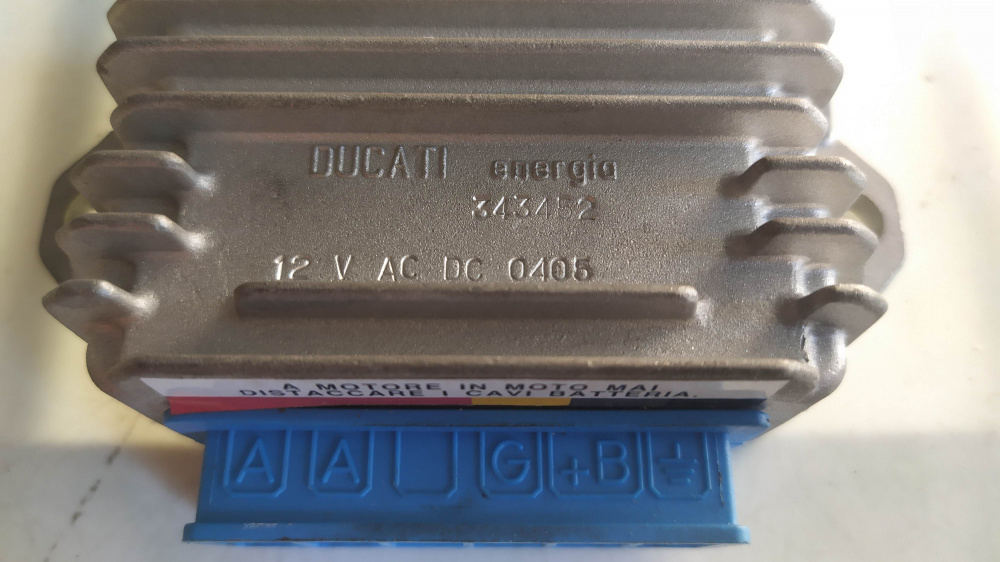 DUCATI energia
343452
12 V AC DC 0405
A MOTORE IN MOTO MAI
DISTACCARE I CAVI BATTERIA.
A A G +B